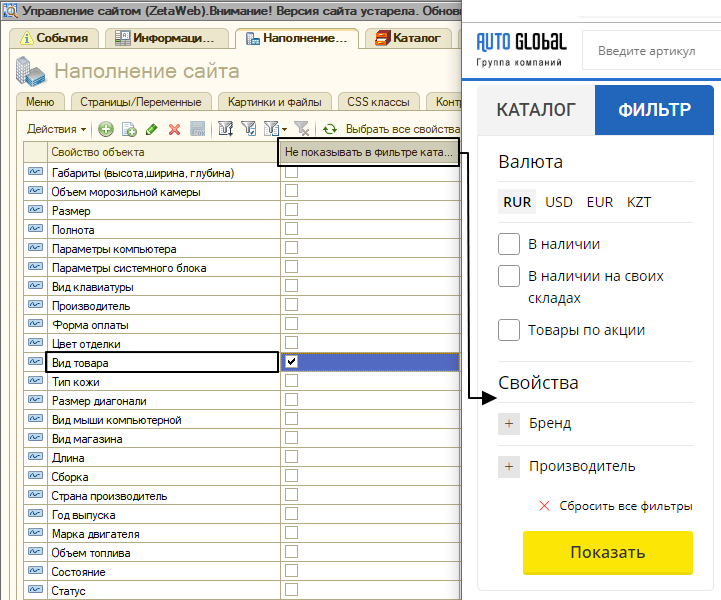 Управление сайтом (ZetaWeb).Внимание! Версия сайта устарела. Обнови
События
Информаци...
Наполнение...
Каталог
Наполнение сайта
Меню
Страницы/Переменные
Картинки и файлы
CSS классы
Контр
Действия
Выбрать все свойства
Свойство объекта
Не показывать в фильтре ката...
Габариты (высота,ширина, глубина)
Объем морозильной камеры
Размер
Полнота
Параметры компьютера
Параметры системного блока
Вид клавиатуры
Производитель
Форма оплаты
Цвет отделки
Вид товара
Тип кожи
Размер диагонали
Вид мыши компьютерной
Вид магазина
Длина
Сборка
Страна производитель
Год выпуска
Марка двигателя
Объем топлива
Состояние
Статус
AUTO GLOBAL
Группа компаний
Введите артикул
КАТАЛОГ
ФИЛЬТР
Валюта
RUR USD EUR KZT
В наличии
В наличии на своих
складах
Товары по акции
Свойства
+ Бренд
+ Производитель
Сбросить все фильтры
Показать